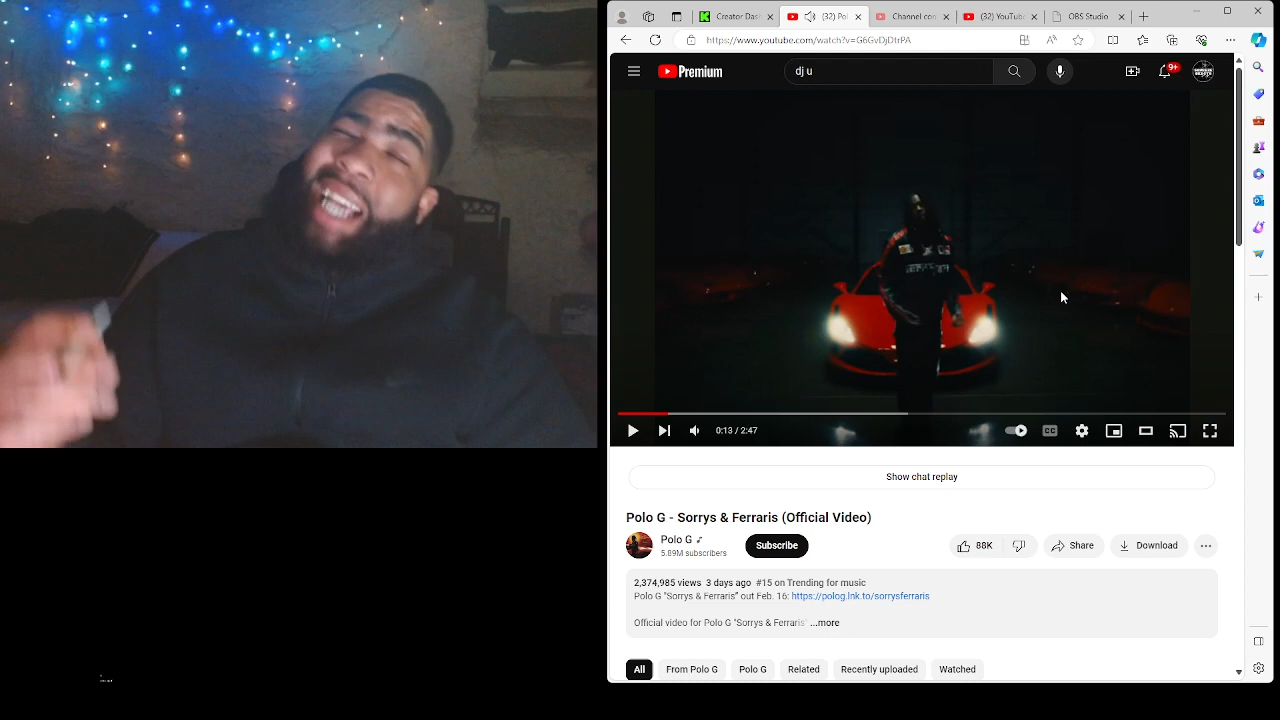 Creator Das
(32) Pol
Channel con
(32) YouTub
OBS Studio
https://www.youtube.com/watch?v=G6GvDjDtrPA
Premium
dj u
9+
0:13 / 2:47
CC
Show chat replay
Polo G - Sorrys & Ferraris (Official Video)
Polo G
5.89M subscribers
Subscribe
88K
Share
Download
2,374,985 views 3 days ago #15 on Trending for music
Polo G "Sorrys & Ferraris" out Feb. 16: https://polog.lnk.to/sorrysferraris
Official video for Polo G "Sorrys & Ferraris' ...more
All
From Polo G
Polo G
Related
Recently uploaded
Watched